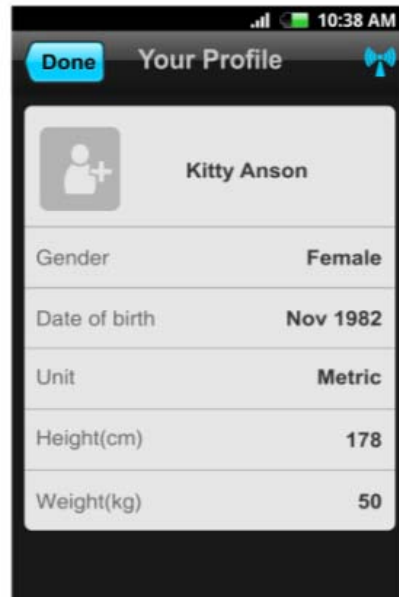 10:38 AM
Done Your Profile
Kitty Anson
Gender Female
Date of birth Nov 1982
Unit Metric
Height(cm) 178
Weight(kg) 50